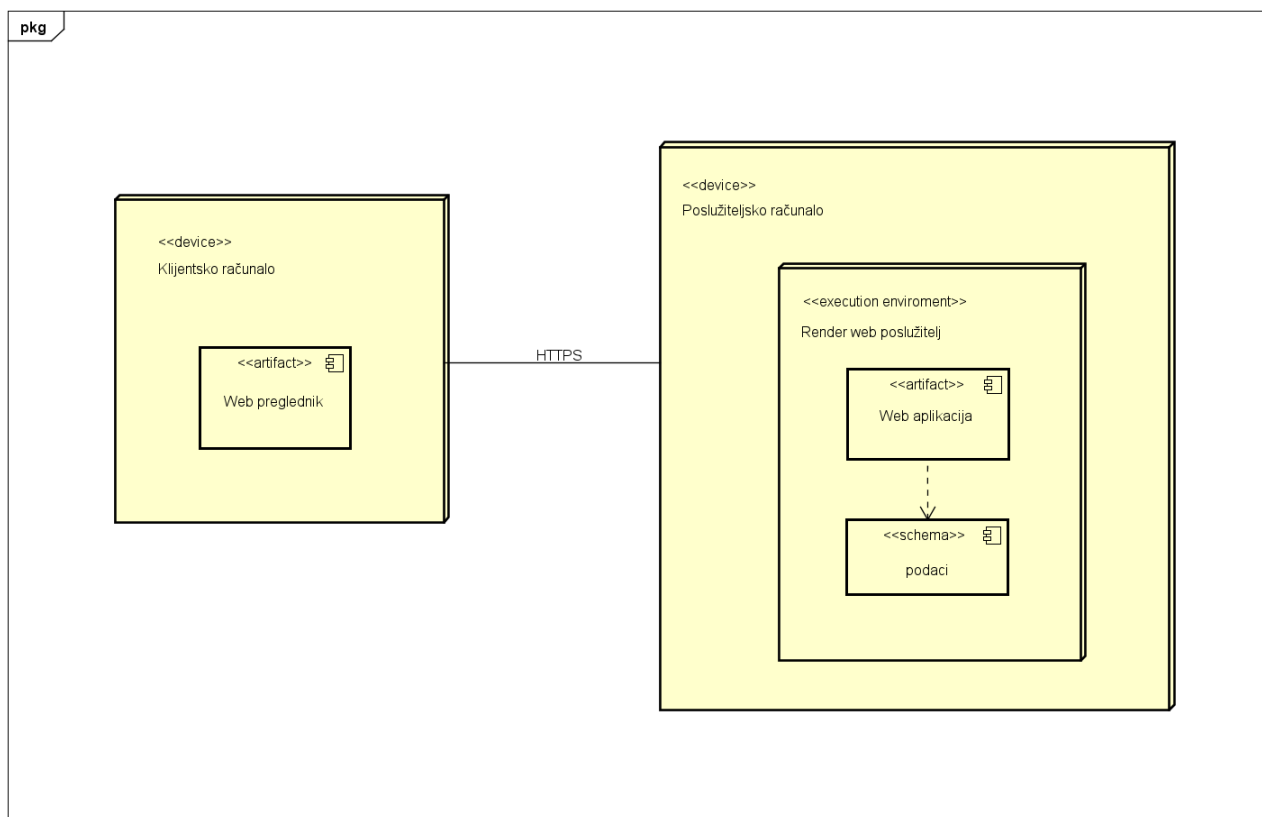 pkg
<<device>>
Klijentsko računalo
<<artifact>>
Web preglednik
HTTPS
<<device>>
Poslužiteljsko računalo
<<execution enviroment>>
Render web poslužitelj
<<artifact>>
Web aplikacija
<<schema>>
podaci